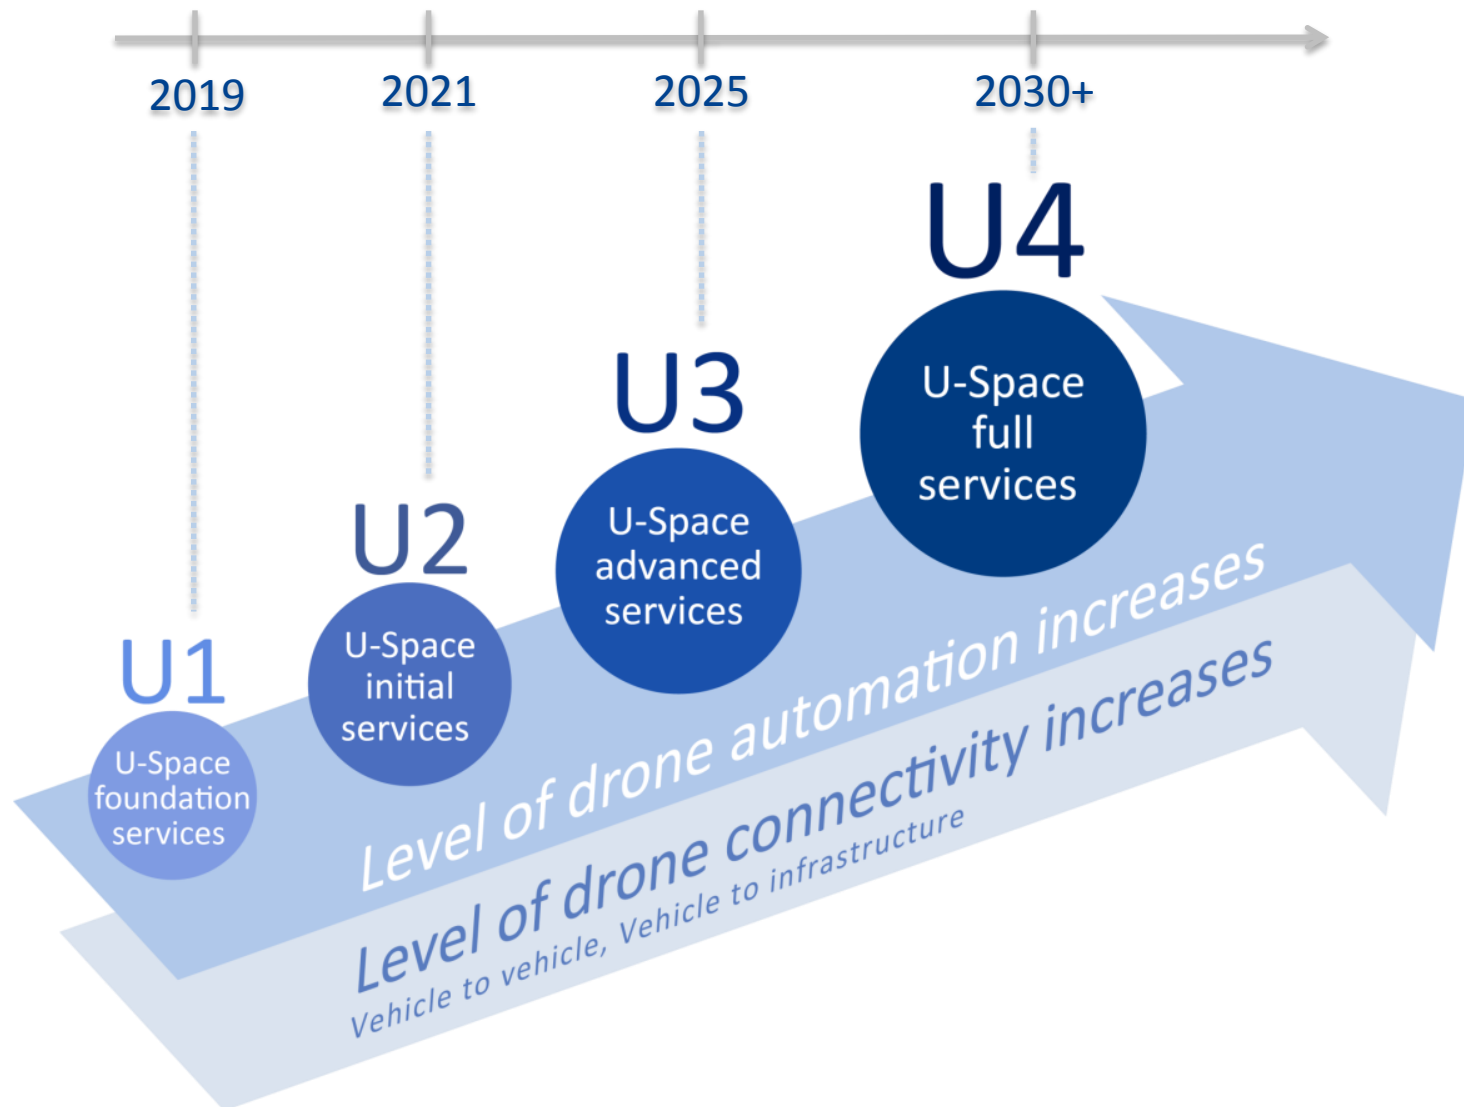 2019
2021
2025
2030+
U4
U-Space
full
services
U3
U-Space
advanced
services
U2
U-Space
initial
services
U1
U-Space
foundation
services
Level of drone automation increases
Level of drone connectivity increases
Vehicle to vehicle, Vehicle to infrastructure